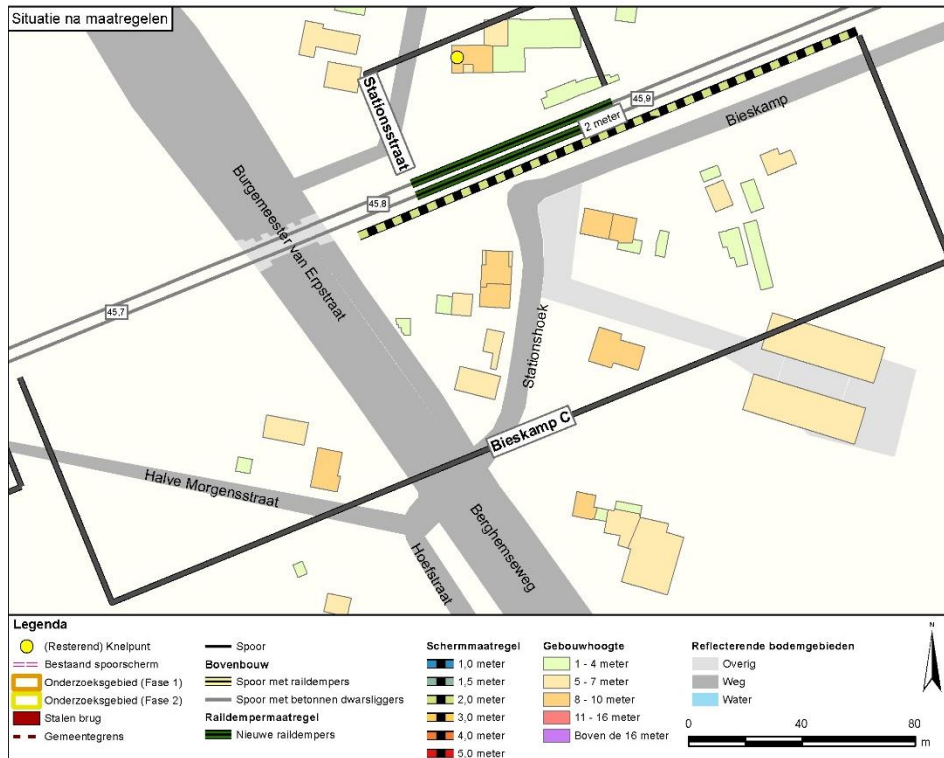 Situatie na maatregelen
Stationsstraat
45,9
2 meter
Bieskamp
45,8
Burgemeester van Erpstraat
45,7
Stationshoek
Bieskamp C
Halve Morgensstraat
Hoefstraat
Berghemseweg
Legenda
(Resterend) Knelpunt
Bestaand spoorscherm
Onderzoeksgebied (Fase 1)
Onderzoeksgebied (Fase 2)
Stalen brug
Gemeentegrens
Spoor
Bovenbouw
Spoor met raildempers
Spoor met betonnen dwarsliggers
Raildempermaatregel
Nieuwe raildempers
Schermmaatregel
1,0 meter
1,5 meter
2,0 meter
3,0 meter
4,0 meter
5,0 meter
Gebouwhoogte
1 - 4 meter
5 - 7 meter
8 - 10 meter
11 - 16 meter
Boven de 16 meter
Reflecterende bodemgebieden
Overig
Weg
Water
N
0 40 80
m